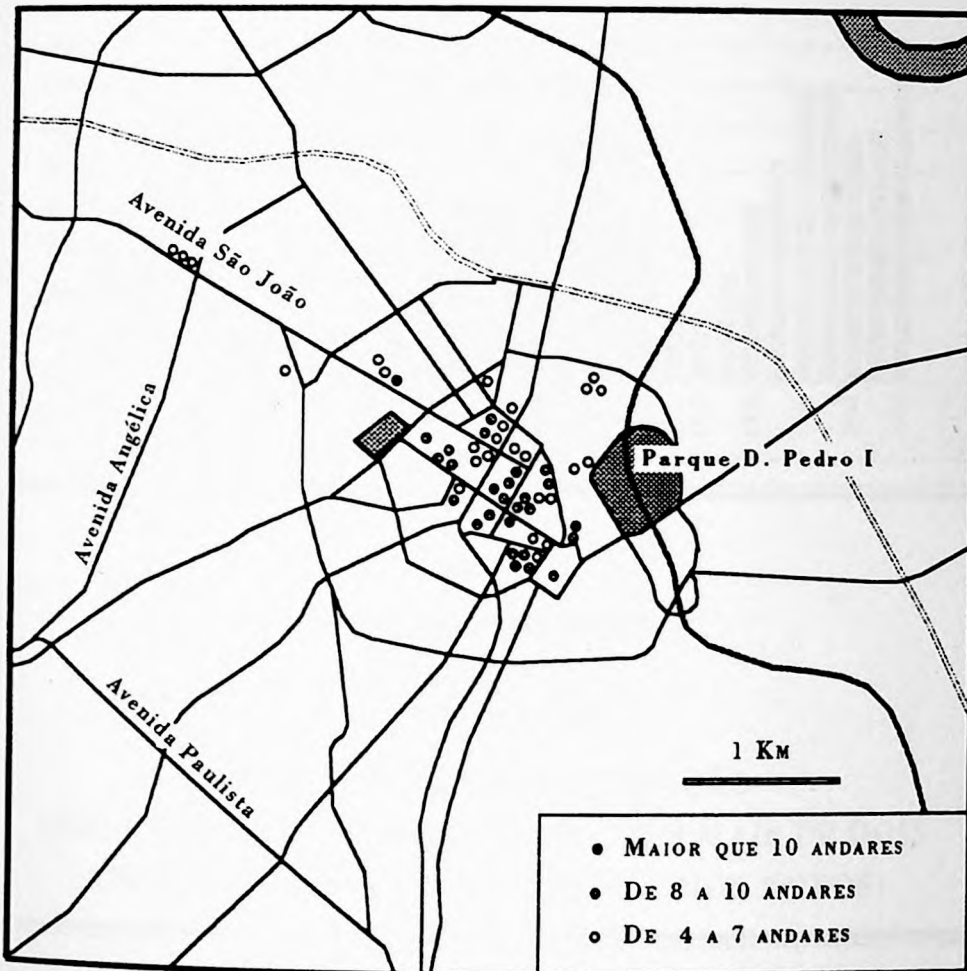 Avenida São João
Avenida Angélica
Parque D. Pedro I
Avenida Paulista
1 KM
MAIOR QUE 10 ANDARES
DE 8 A 10 ANDARES
DE 4 A 7 ANDARES